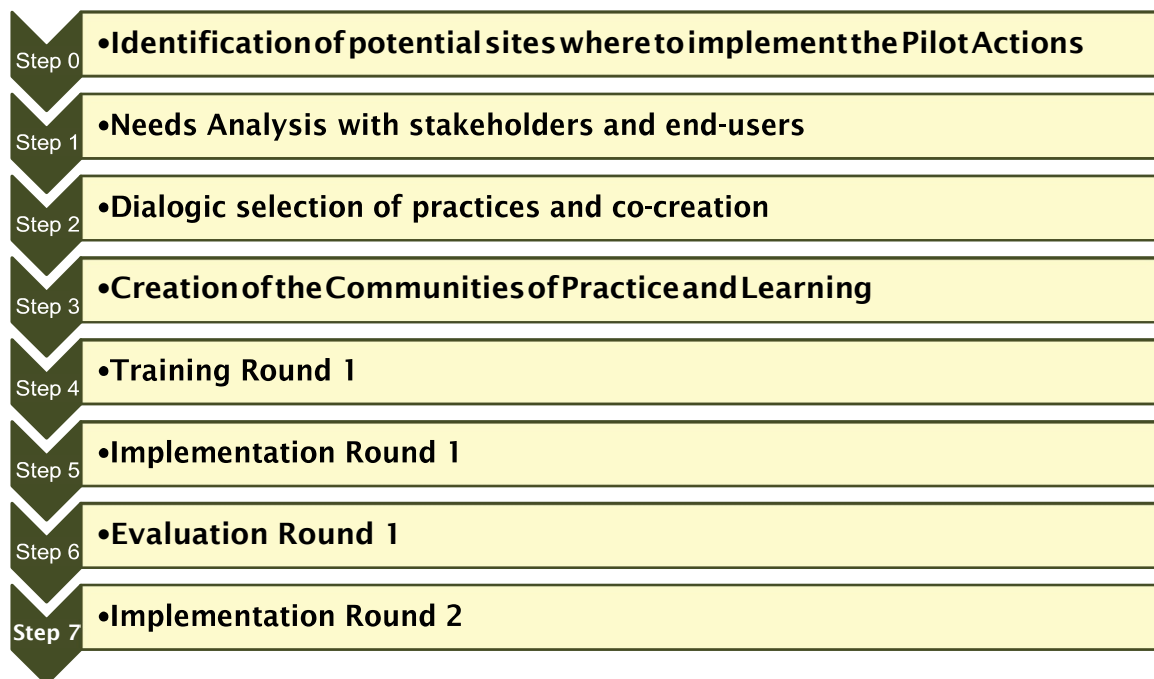 Step 0
•Identification of potential sites where to implement the Pilot Actions
Step 1
•Needs Analysis with stakeholders and end-users
Step 2
•Dialogic selection of practices and co-creation
Step 3
•Creation of the Communities of Practice and Learning
Step 4
•Training Round 1
Step 5
•Implementation Round 1
Step 6
•Evaluation Round 1
Step 7
•Implementation Round 2